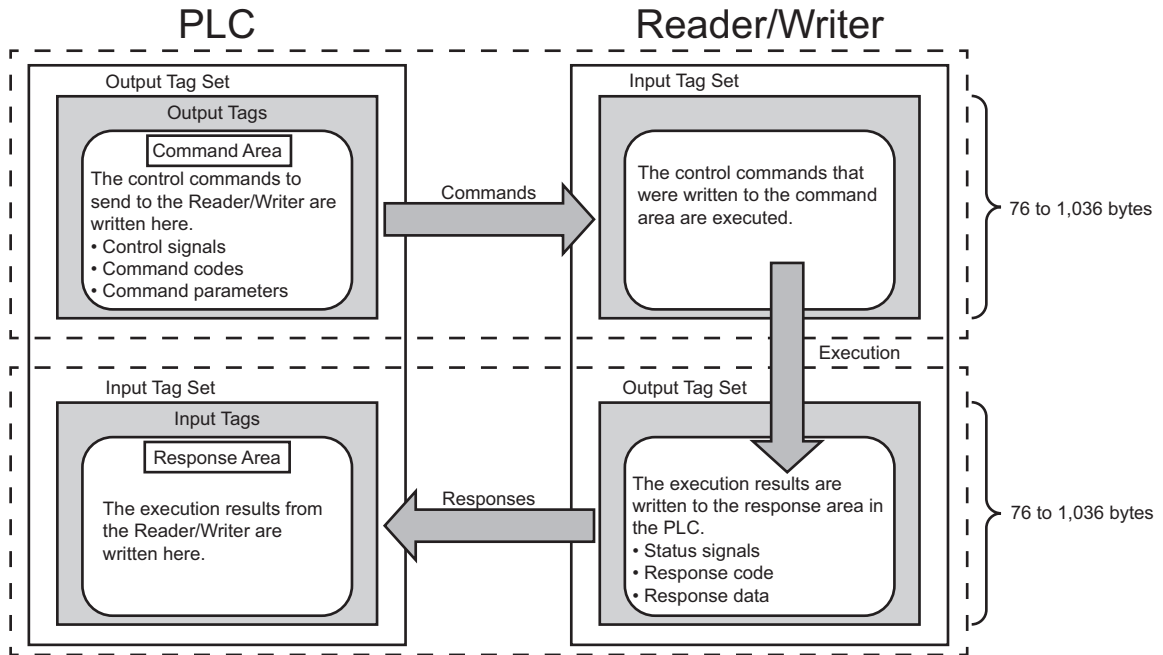 PLC
Reader/Writer
Output Tag Set
Output Tags
Command Area
The control commands to
send to the Reader/Writer are
written here.
• Control signals
• Command codes
• Command parameters
Commands
Input Tag Set
The control commands that
were written to the command
area are executed.
76 to 1,036 bytes
Execution
Input Tag Set
Input Tags
Response Area
The execution results from
the Reader/Writer are
written here.
Responses
Output Tag Set
The execution results are
written to the response area in
the PLC.
• Status signals
• Response code
• Response data
76 to 1,036 bytes